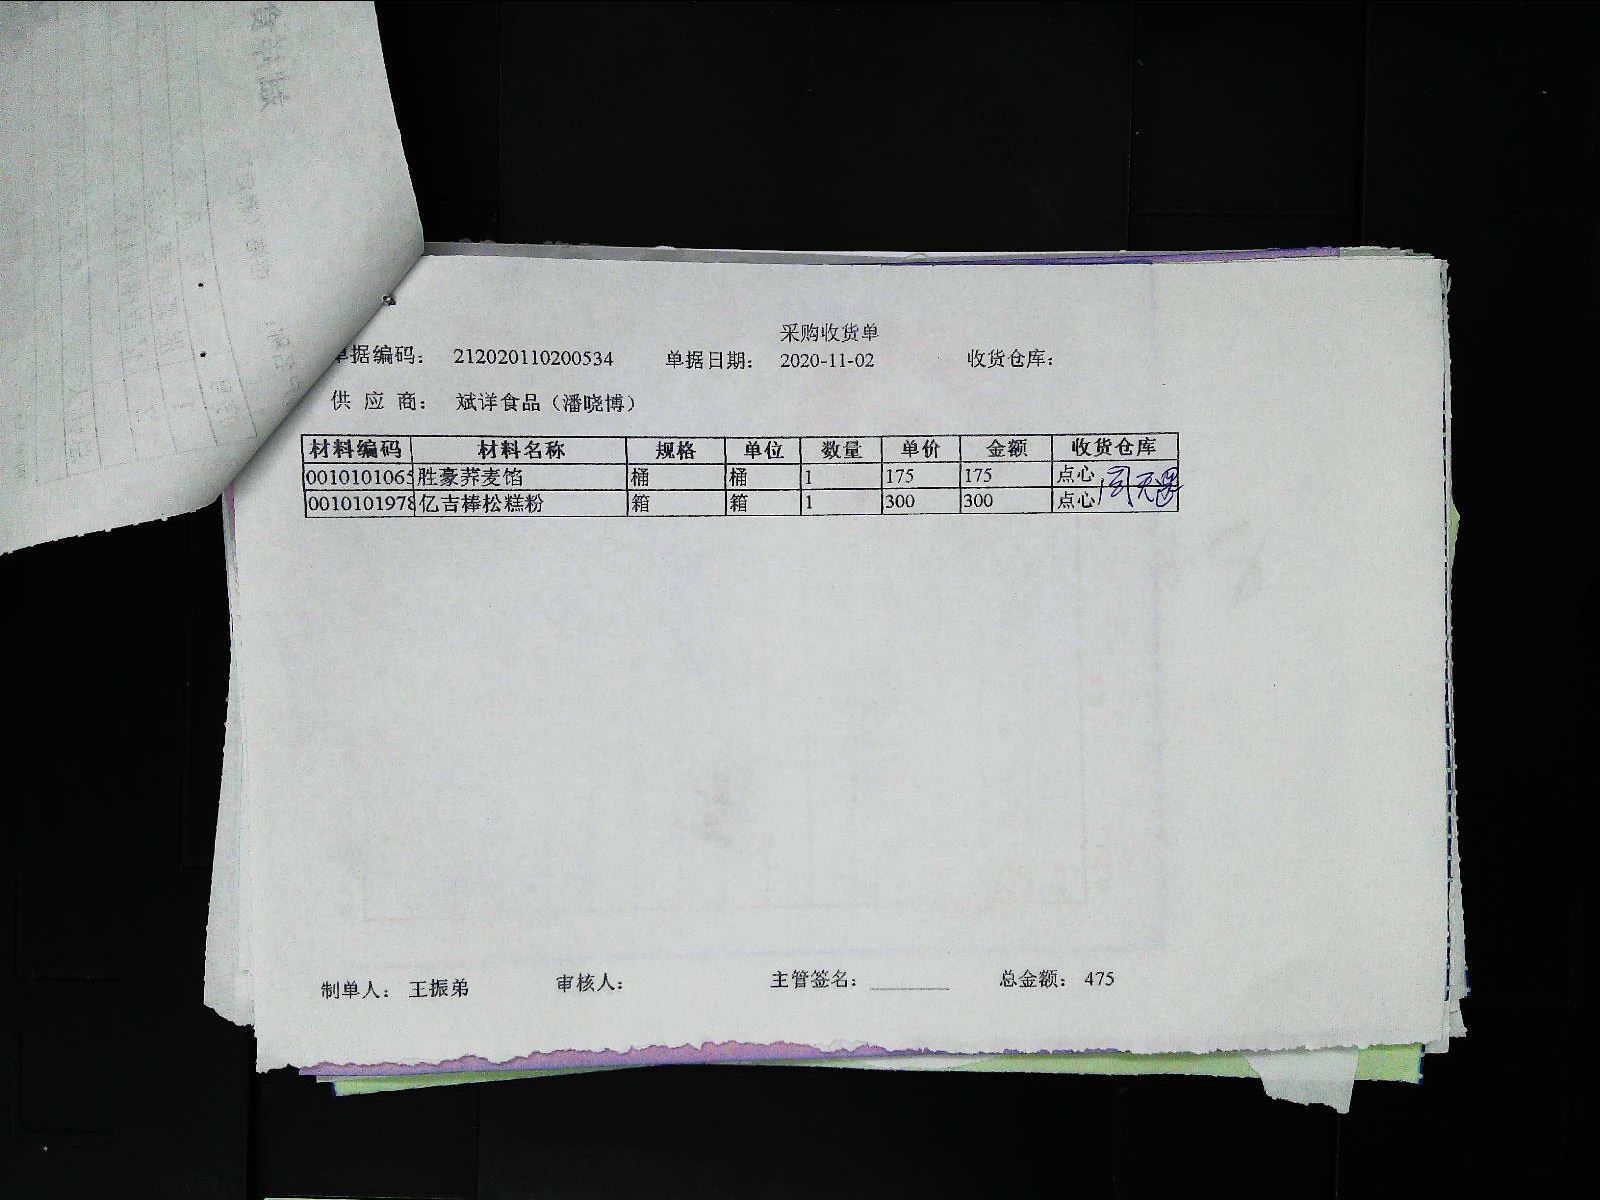 采购收货单
单据编码： 212020110200534 单据日期： 2020-11-02 收货仓库：
供 应 商： 斌洋食品（潘晓博）
材料编码 材料名称 规格 单位 数量 单价 金额 收货仓库
0010101065 胜豪荞麦馅 桶 桶 1 175 175 点心
0010101978 亿吉棒松糕粉 箱 箱 1 300 300 点心
制单人： 王振弟 审核人： 主管签名： 总金额： 475